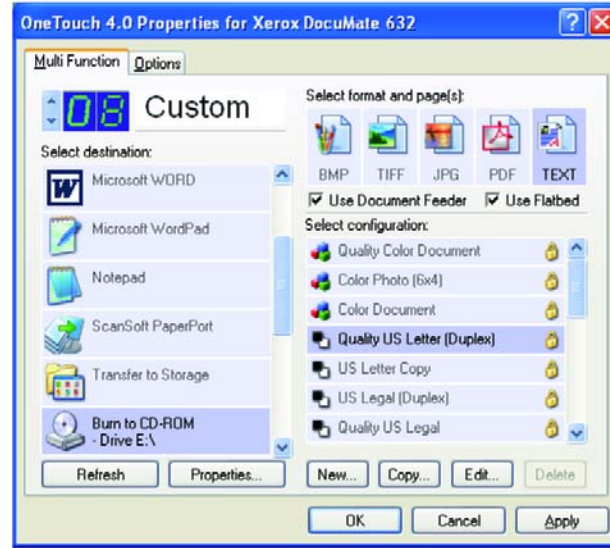 OneTouch 4.0 Properties for Xerox DocuMate 632
Multi Function
Options
08
Custom
Select destination:
Microsoft WORD
Microsoft WordPad
Notepad
ScanSoft PaperPort
Transfer to Storage
Burn to CD-ROM
- Drive E:\
Refresh
Properties...
Select format and page(s):
BMP TIFF JPG PDF TEXT
Use Document Feeder
Use Flatbed
Select configuration:
Quality Color Document
Color Photo (6x4)
Color Document
Quality US Letter (Duplex)
US Letter Copy
US Legal (Duplex)
Quality US Legal
New...
Copy...
Edit...
Delete
OK
Cancel
Apply